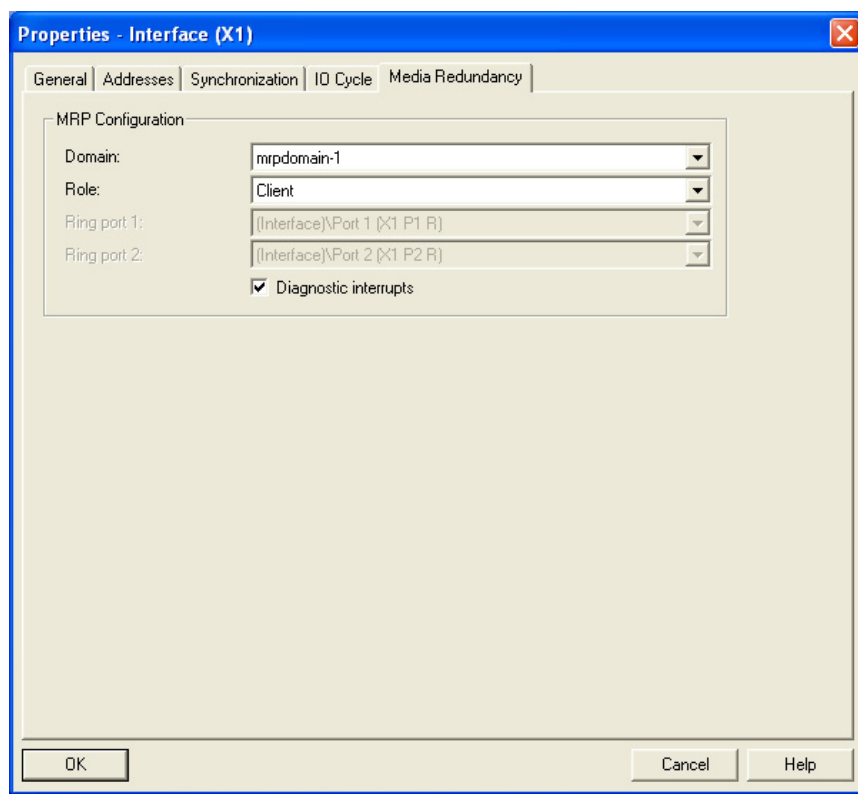 Properties - Interface (X1)
General Addresses Synchronization IO Cycle Media Redundancy
MRP Configuration
Domain: mrpdomain-1
Role: Client
Ring port 1: (Interface)\Port 1 (X1 P1 R)
Ring port 2: (Interface)\Port 2 (X1 P2 R)
Diagnostic interrupts
OK Cancel Help